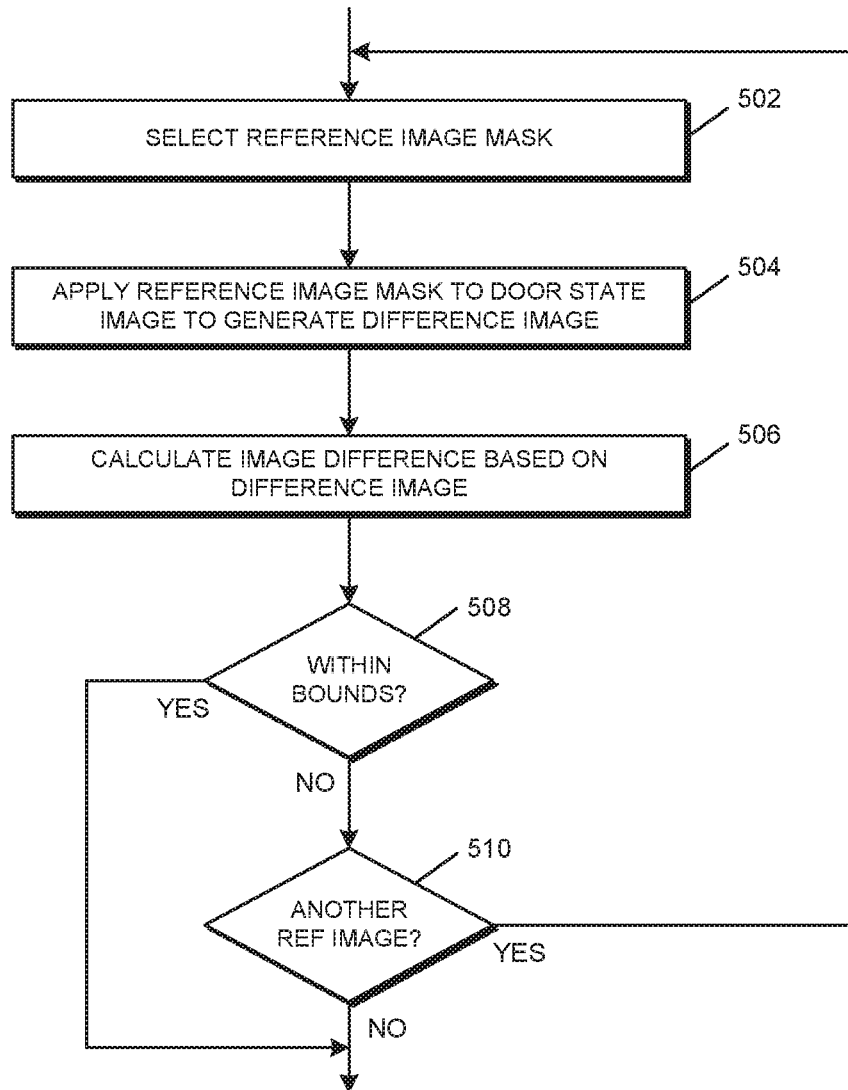 502
SELECT REFERENCE IMAGE MASK
504
APPLY REFERENCE IMAGE MASK TO DOOR STATE
IMAGE TO GENERATE DIFFERENCE IMAGE
506
CALCULATE IMAGE DIFFERENCE BASED ON
DIFFERENCE IMAGE
508
WITHIN
BOUNDS?
YES
NO
510
ANOTHER
REF IMAGE?
YES
NO